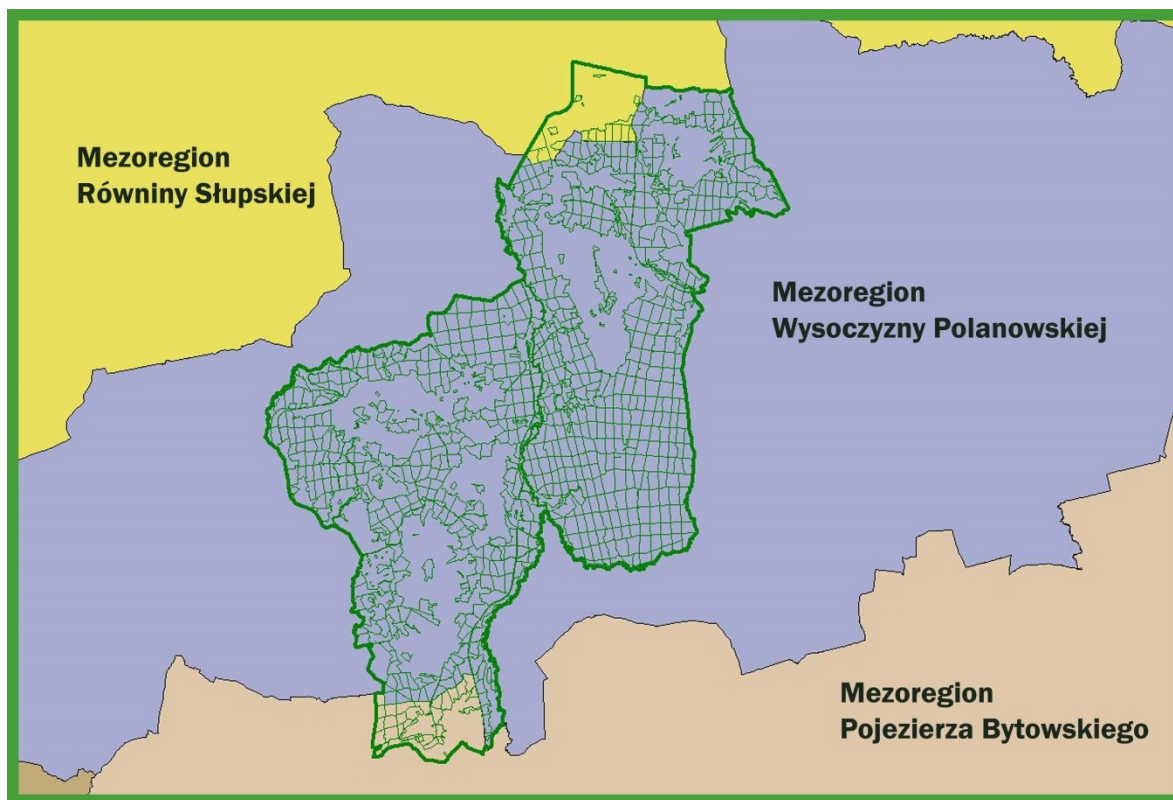 Mezoregion
Równiny Słupskiej
Mezoregion
Wysoczyzny Polanowskiej
Mezoregion
Pojezierza Bytowskiego